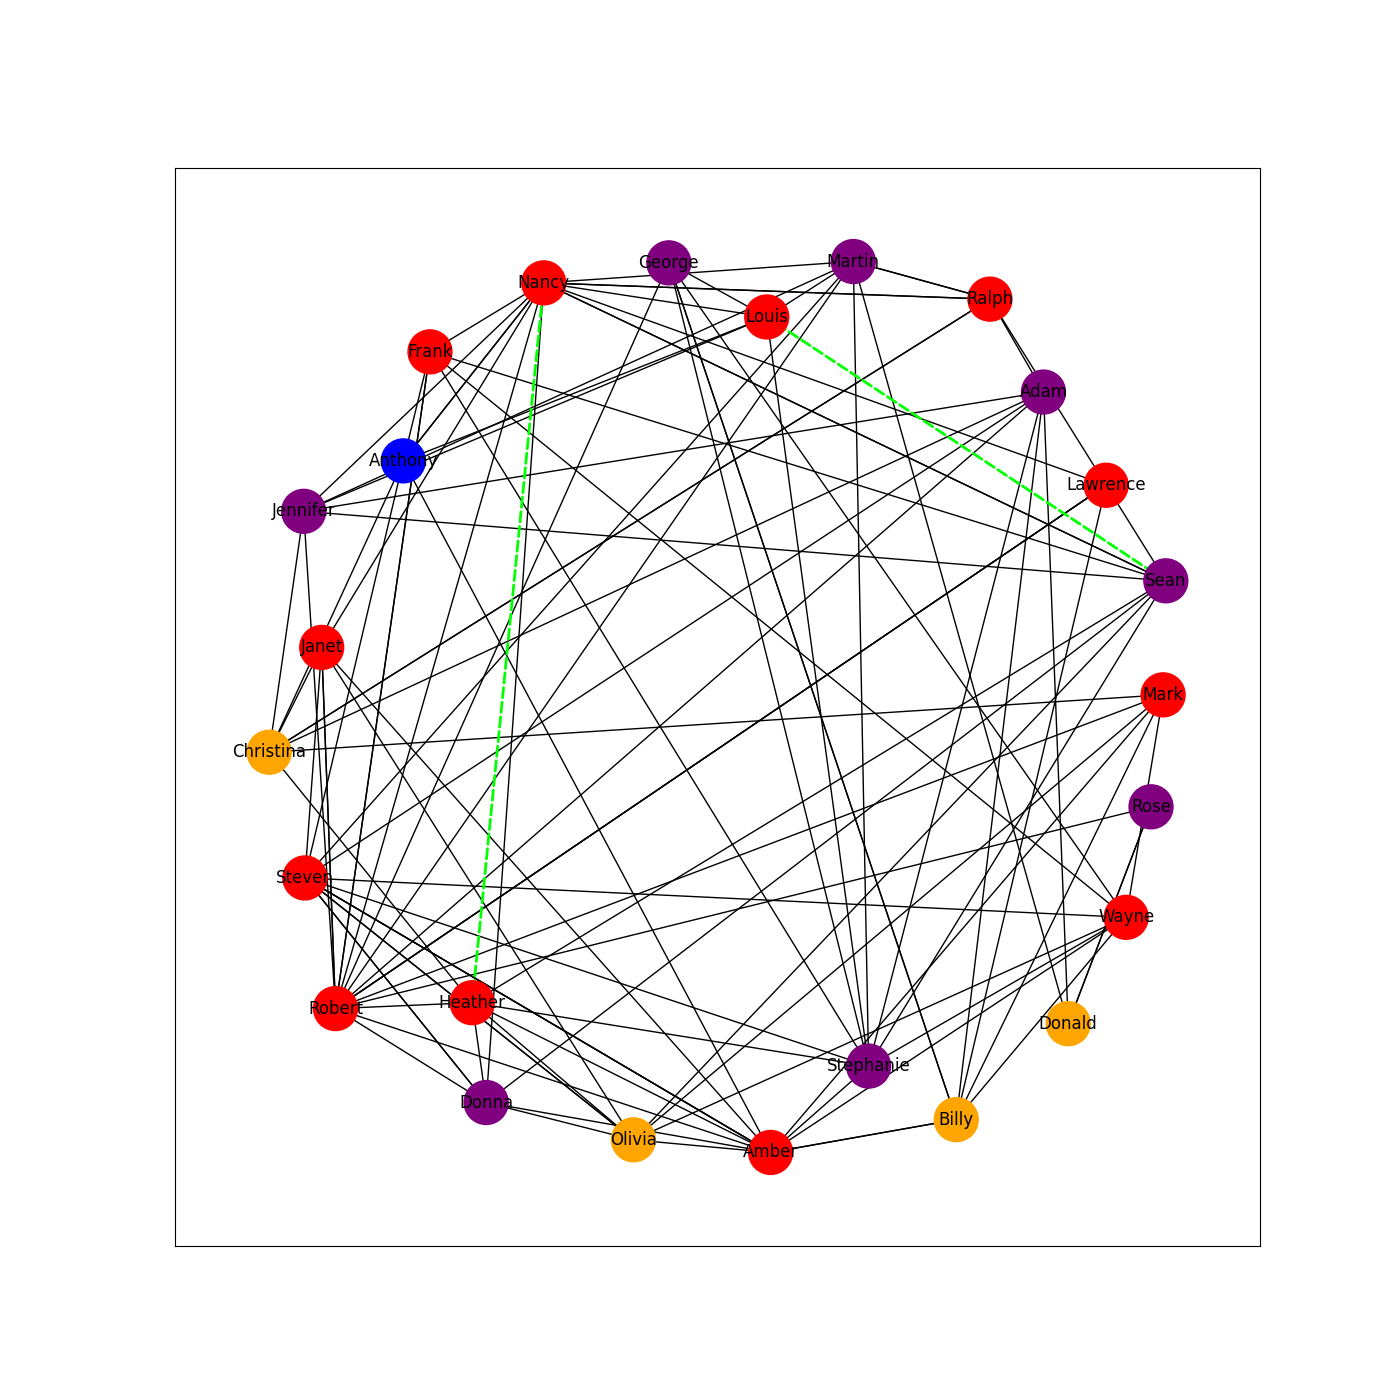 George
Martin
Nancy
Ralph
Louis
Frank
Adam
Anthony
Lawrence
Jennifer
Sean
Janet
Mark
Christina
Rose
Steven
Wayne
Heather
Robert
Donald
Stephanie
Donna
Billy
Olivia
Amber